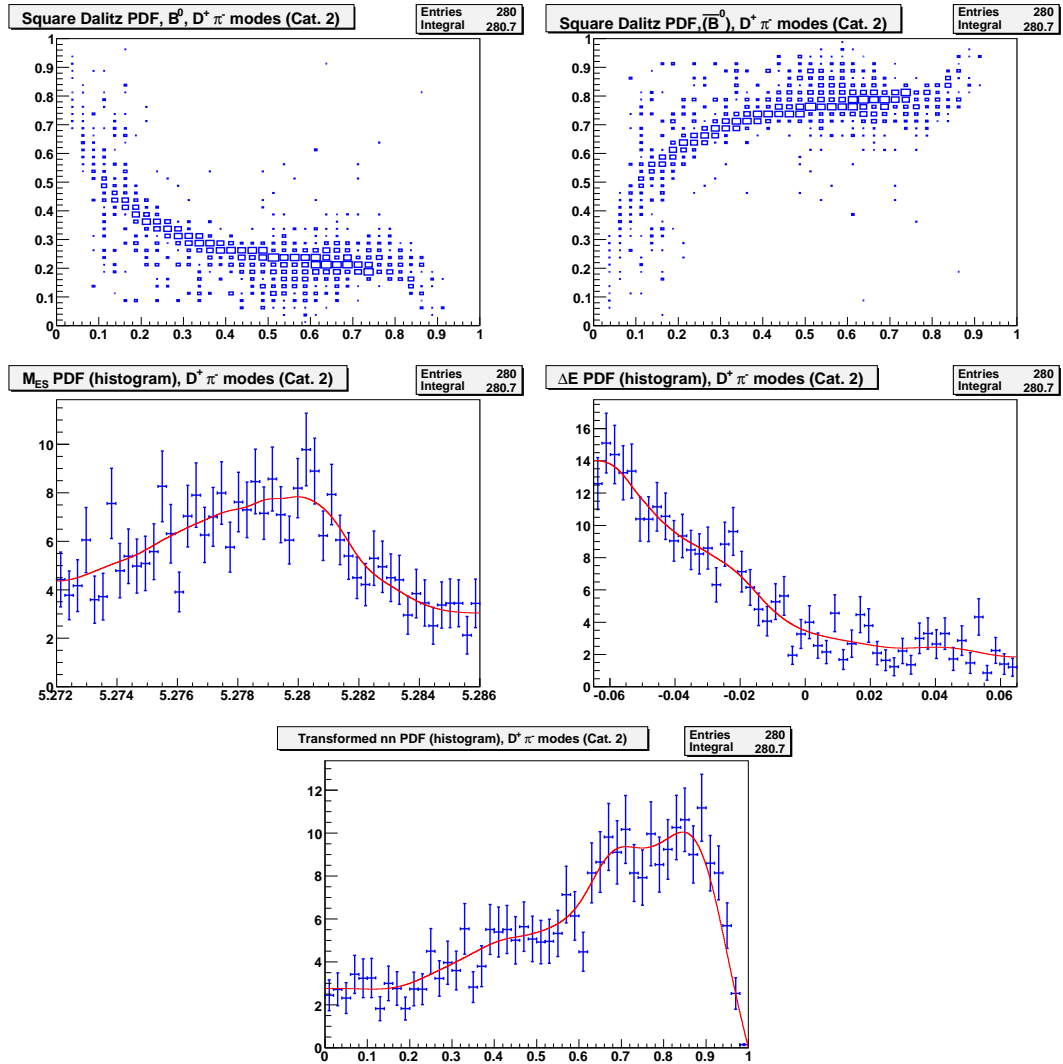 Square Dalitz PDF, B⁰, D⁺ π⁻ modes (Cat. 2)
Entries 280
Integral 280.7
1
0.9
0.8
0.7
0.6
0.5
0.4
0.3
0.2
0.1
0
0 0.1 0.2 0.3 0.4 0.5 0.6 0.7 0.8 0.9 1
Square Dalitz PDF,(B̅⁰), D⁺ π⁻ modes (Cat. 2)
Entries 280
Integral 280.7
1
0.9
0.8
0.7
0.6
0.5
0.4
0.3
0.2
0.1
0
0 0.1 0.2 0.3 0.4 0.5 0.6 0.7 0.8 0.9 1
M_ES PDF (histogram), D⁺ π⁻ modes (Cat. 2)
Entries 280
Integral 280.7
10
8
6
4
2
0
5.272 5.274 5.276 5.278 5.28 5.282 5.284 5.286
ΔE PDF (histogram), D⁺ π⁻ modes (Cat. 2)
Entries 280
Integral 280.7
16
14
12
10
8
6
4
2
0
-0.06 -0.04 -0.02 0 0.02 0.04 0.06
Transformed nn PDF (histogram), D⁺ π⁻ modes (Cat. 2)
Entries 280
Integral 280.7
12
10
8
6
4
2
0
0 0.1 0.2 0.3 0.4 0.5 0.6 0.7 0.8 0.9 1